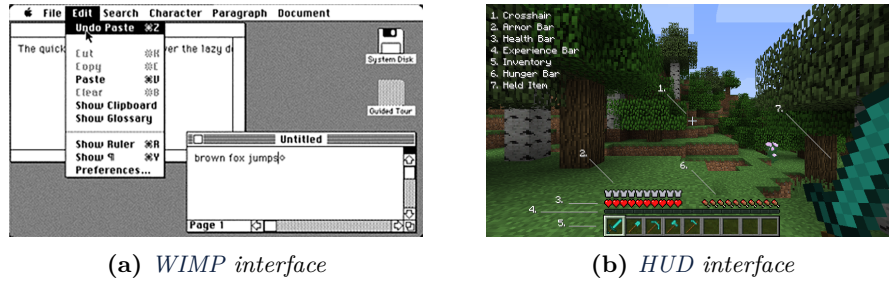 File Edit Search Character Paragraph Document
Undo Paste ⌘Z
The quick
ver the lazy do
Cut ⌘X
Copy ⌘C
Paste ⌘V
Clear ⌘B
Show Clipboard
Show Glossary
Show Ruler ⌘R
Show ¶ ⌘Y
Preferences...
System Disk
Guided Tour
Untitled
brown fox jumps
Page 1
(a) WIMP interface
1. Crosshair
2. Armor Bar
3. Health Bar
4. Experience Bar
5. Inventory
6. Hunger Bar
7. Held Item
1.
7.
2.
6.
3.
4.
5.
(b) HUD interface